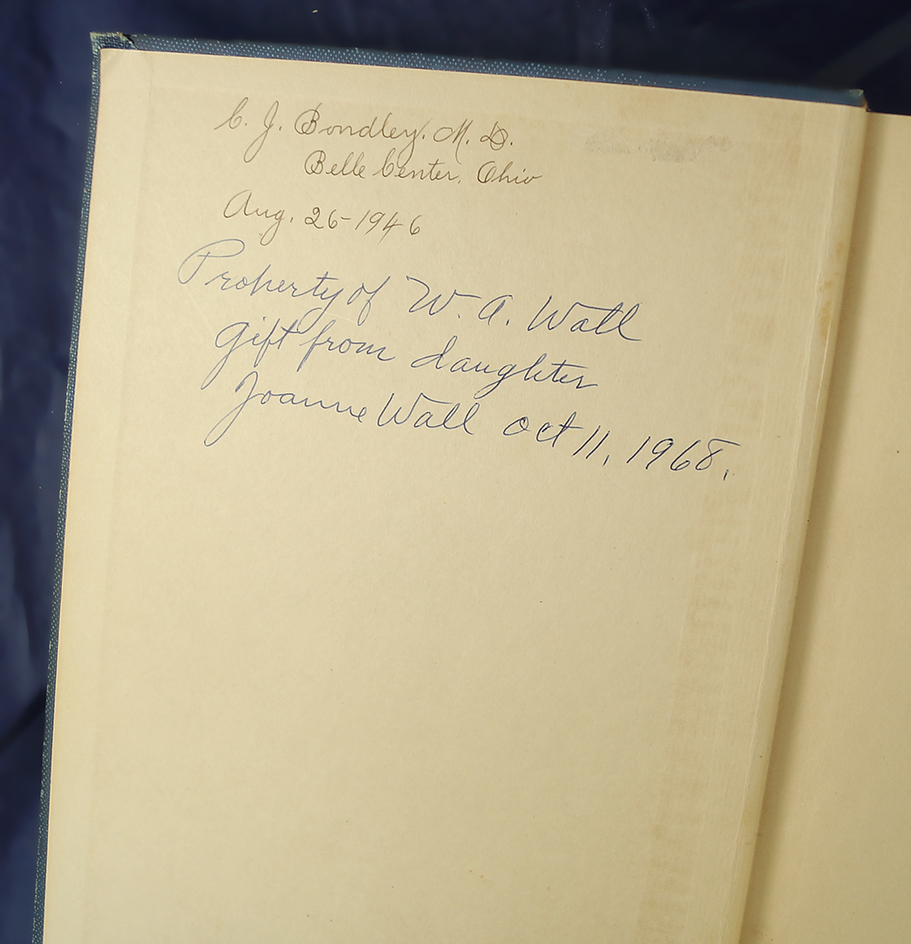 C. J. Bondley, M. D.
Belle Center, Ohio
Aug. 26-1946
Property of W. A. Wall
Gift from daughter
Joanne Wall Oct 11, 1968.